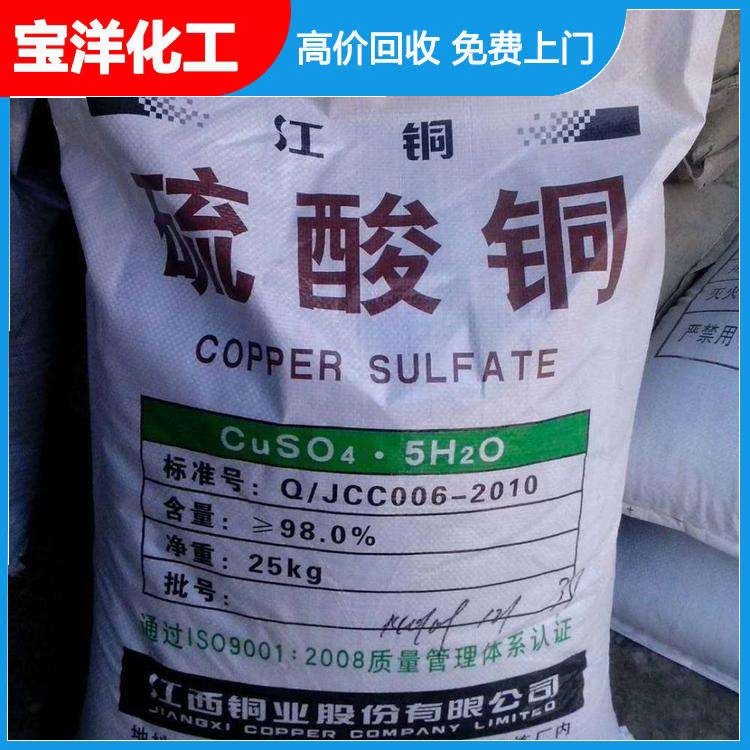 宝洋化工
高价回收 免费上门
江 铜
硫酸铜
COPPER SULFATE
CuSO4·5H2O
标准号: Q/JCC006-2010
含量: ≥98.0%
净重: 25kg
批号:
通过ISO9001:2008质量管理体系认证
江西铜业股份有限公司
JIANGXI COPPER COMPANY LIMITED
灭火
严禁用